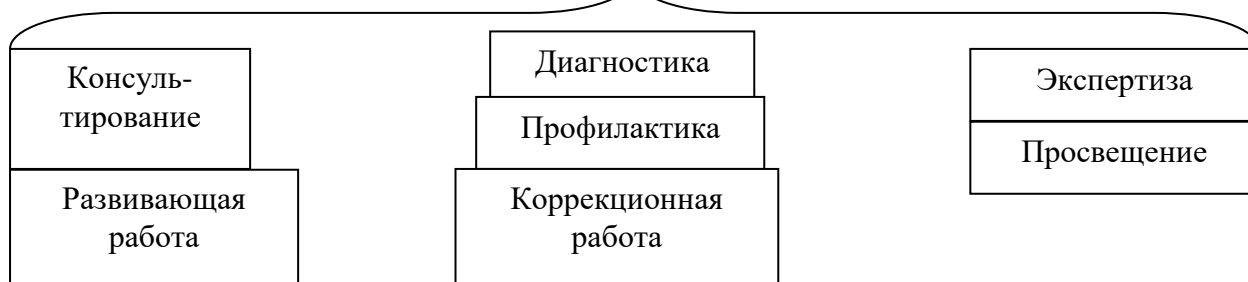 Консуль-
тирование
Развивающая
работа
Диагностика
Профилактика
Коррекционная
работа
Экспертиза
Просвещение